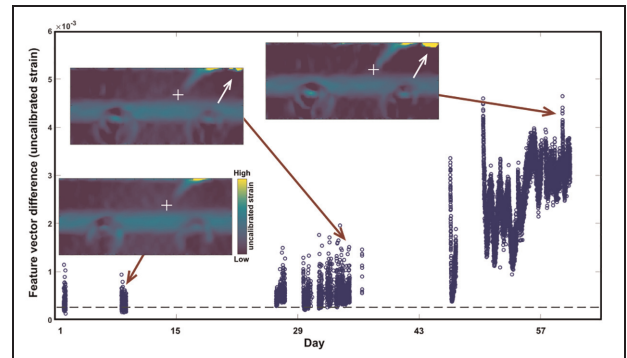 ×10⁻³
6
5
4
3
2
1
0
Feature vector difference (uncalibrated strain)
High
uncalibrated strain
Low
1
15
29
43
57
Day